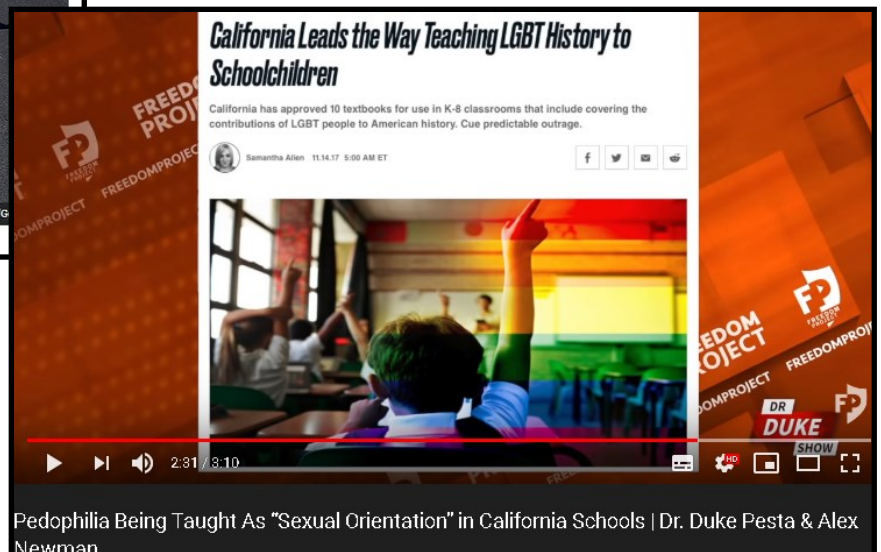 California Leads the Way Teaching LGBT History to
Schoolchildren
California has approved 10 textbooks for use in K-8 classrooms that include covering the
contributions of LGBT people to American history. Cue predictable outrage.
Samantha Allen 11.14.17 5:00 AM ET
FREEDOMPROJECT
FP
FREEDOM
PROJECT
FREEDOMPROJECT
DR
DUKE
SHOW
FP
2:31 / 3:10
HD
Pedophilia Being Taught As "Sexual Orientation" in California Schools | Dr. Duke Pesta & Alex
Newman